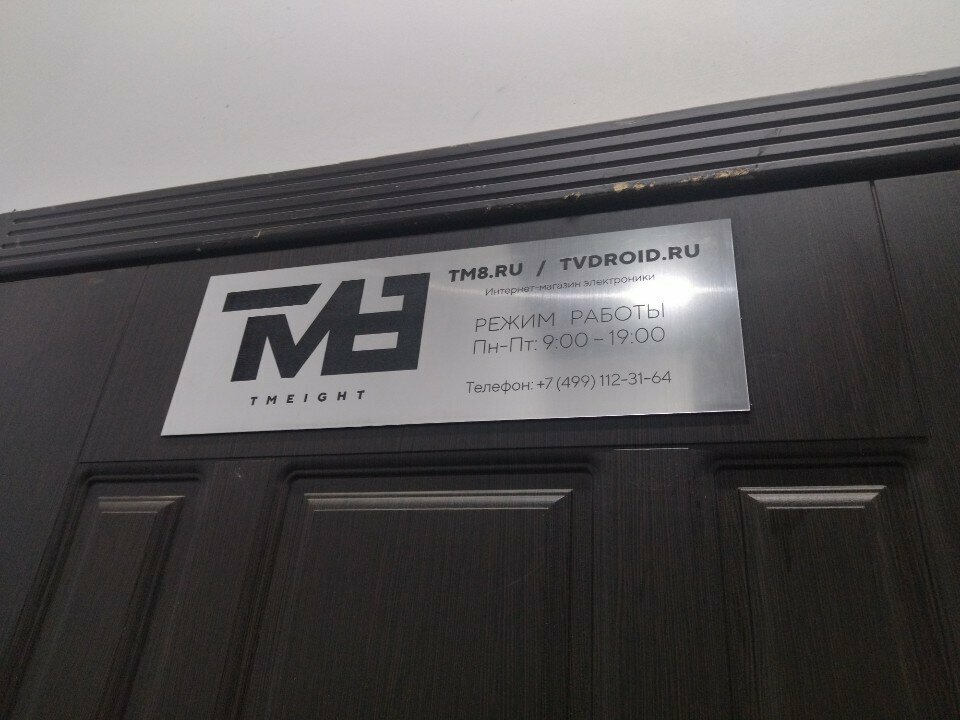 TM8
TMEIGHT
TM8.RU / TVDROID.RU
Интернет-магазин электроники
РЕЖИМ РАБОТЫ
Пн-Пт: 9:00 – 19:00
Телефон: +7 (499) 112-31-64